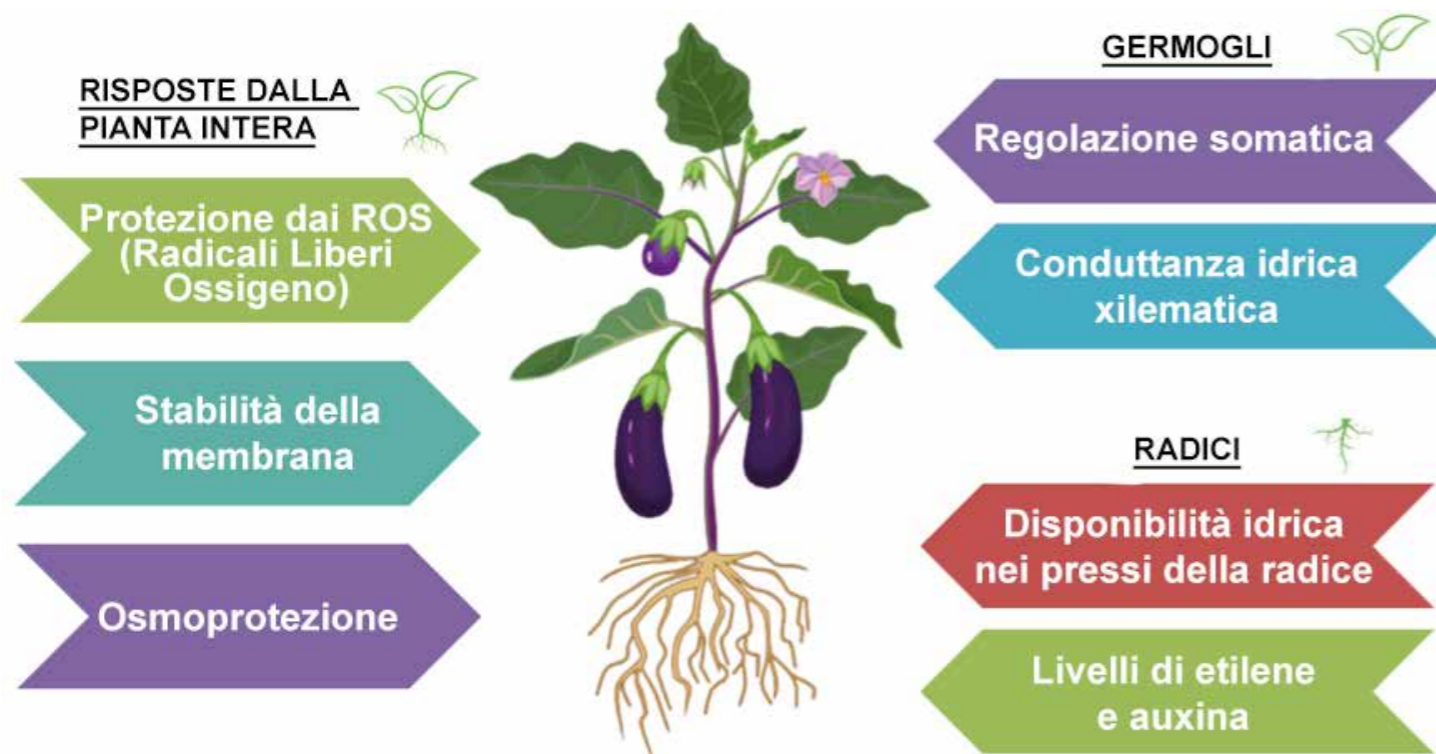 RISPOSTE DALLA
PIANTA INTERA
Protezione dai ROS
(Radicali Liberi
Ossigeno)
Stabilità della
membrana
Osmoprotezione
GERMOGLI
Regolazione somatica
Conduttanza idrica
xilematica
RADICI
Disponibilità idrica
nei pressi della radice
Livelli di etilene
e auxina